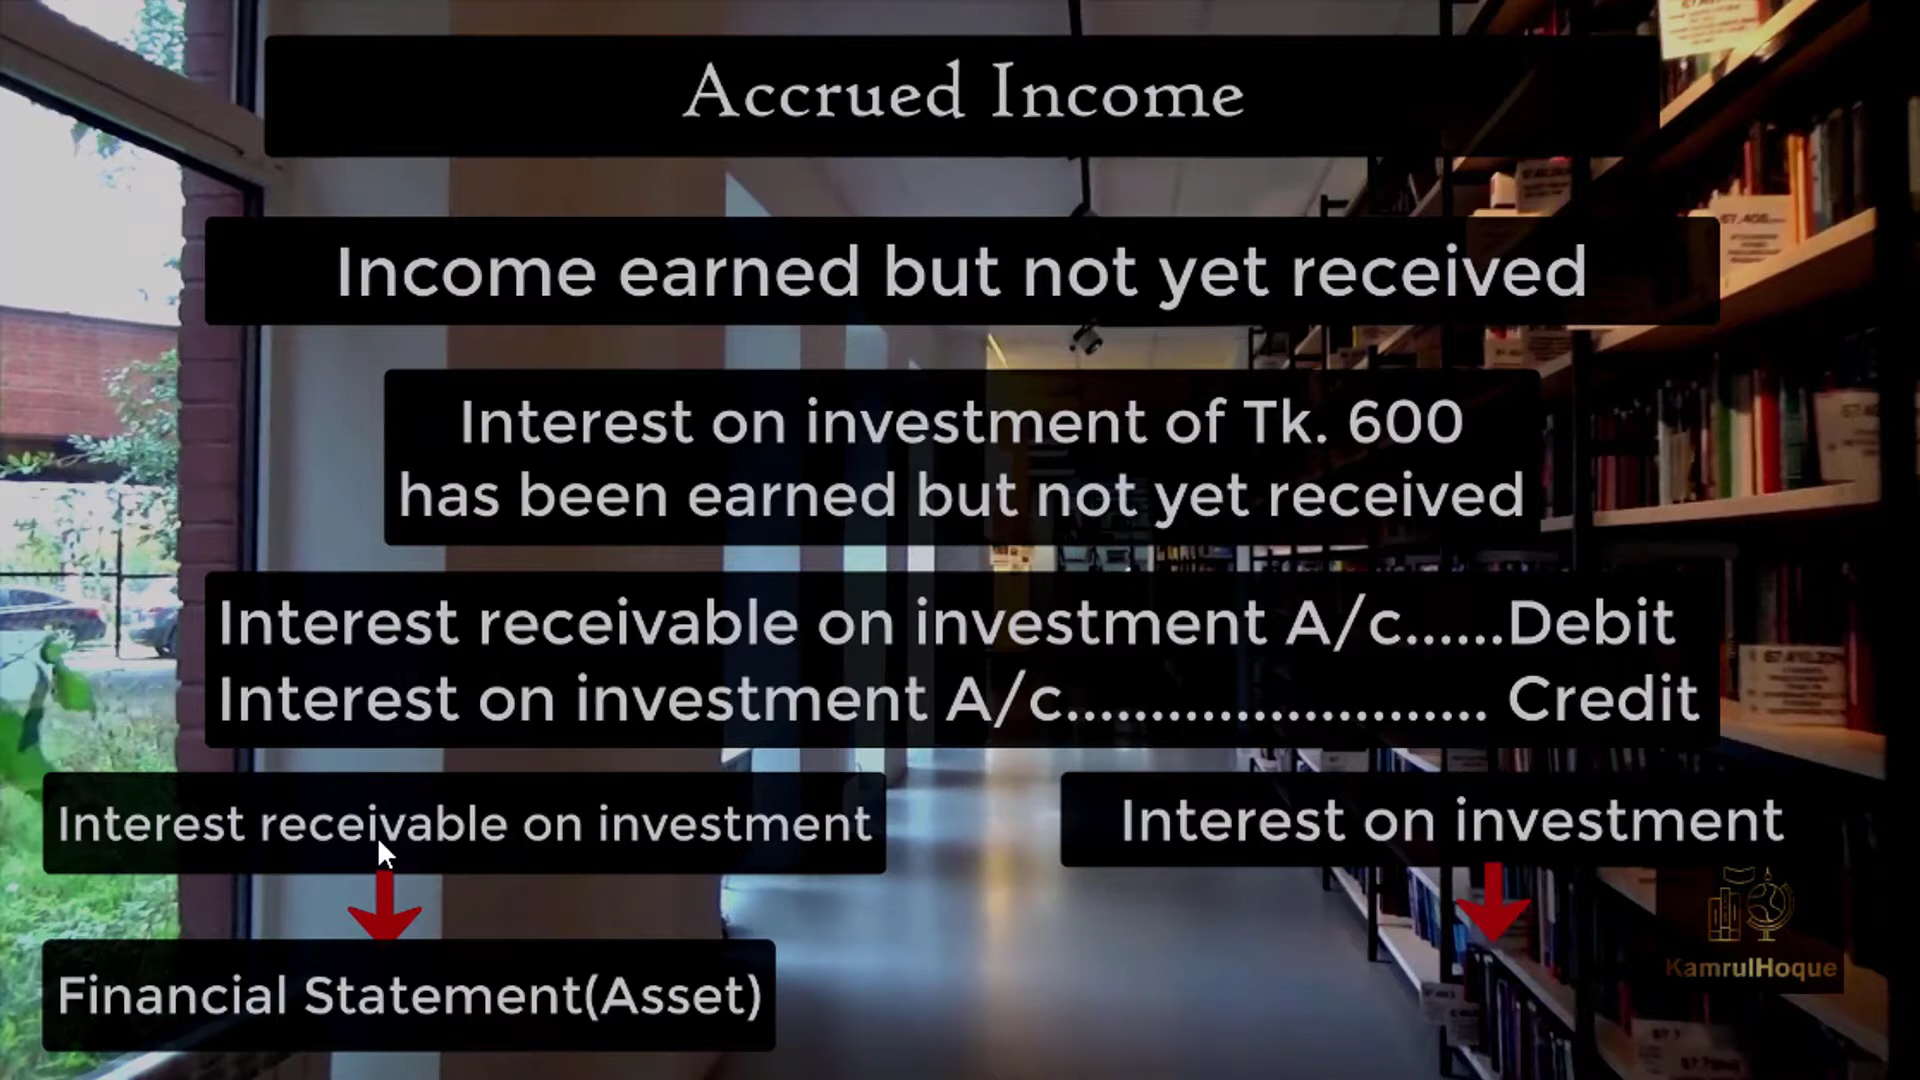 Accrued Income
Income earned but not yet received
Interest on investment of Tk. 600
has been earned but not yet received
Interest receivable on investment A/c......Debit
Interest on investment A/c......................... Credit
Interest receivable on investment
Interest on investment
Financial Statement(Asset)
KamrulHoque